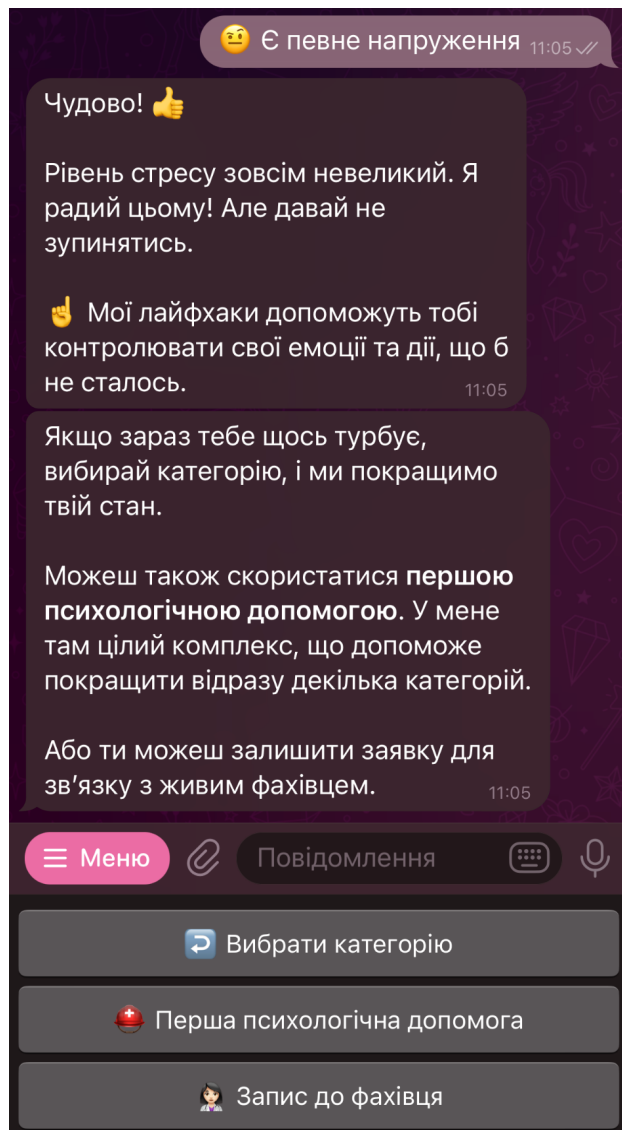 🤨 Є певне напруження 11:05
Чудово! 👍
Рівень стресу зовсім невеликий. Я
радий цьому! Але давай не
зупинятись.
☝️ Мої лайфхаки допоможуть тобі
контролювати свої емоції та дії, що б
не сталось. 11:05
Якщо зараз тебе щось турбує,
вибирай категорію, і ми покращимо
твій стан.
Можеш також скористатися першою
психологічною допомогою. У мене
там цілий комплекс, що допоможе
покращити відразу декілька категорій.
Або ти можеш залишити заявку для
зв’язку з живим фахівцем. 11:05
Меню Повідомлення
↩️ Вибрати категорію
⛑️ Перша психологічна допомога
👩🏻‍💼 Запис до фахівця